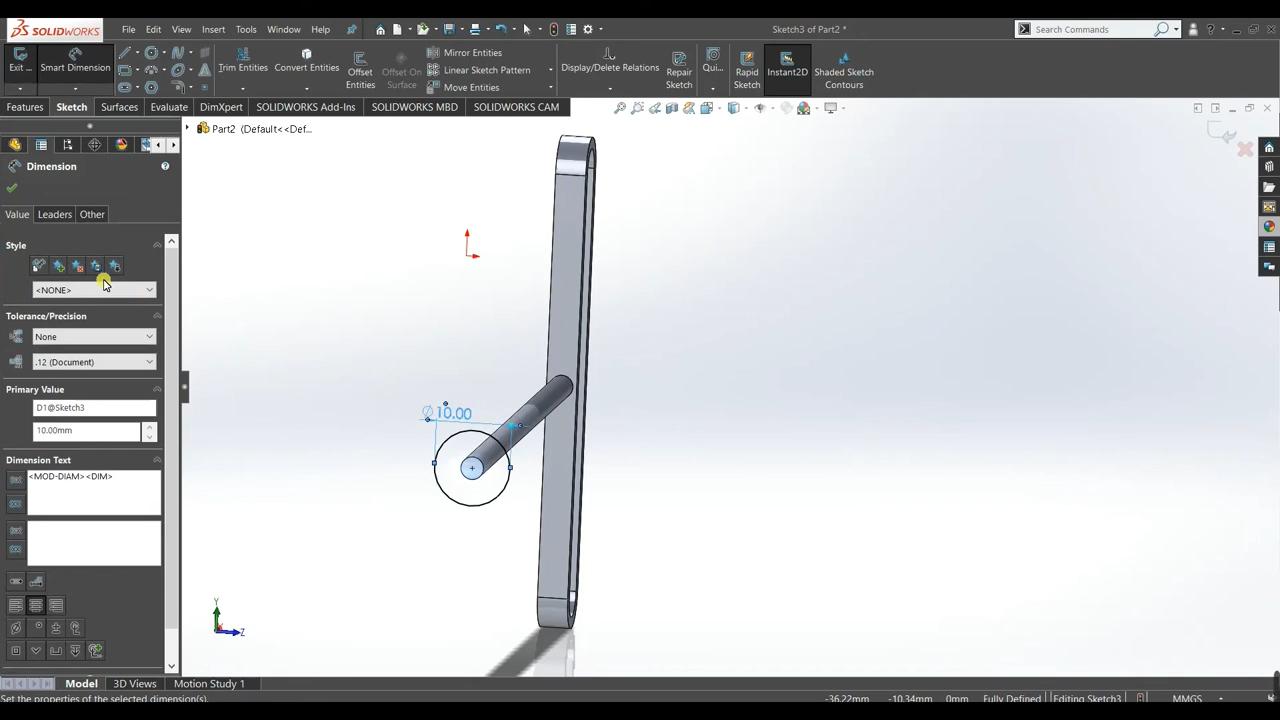 SOLIDWORKS
File
Edit
View
Insert
Tools
Window
Help
Sketch3 of Part2 *
Search Commands
Exit ...
Smart Dimension
Trim Entities
Convert Entities
Offset Entities
Offset On Surface
Mirror Entities
Linear Sketch Pattern
Move Entities
Display/Delete Relations
Repair Sketch
Qui...
Rapid Sketch
Instant2D
Shaded Sketch Contours
Features
Sketch
Surfaces
Evaluate
DimXpert
SOLIDWORKS Add-Ins
SOLIDWORKS MBD
SOLIDWORKS CAM
Part2 (Default<<Def...
Dimension
Value
Leaders
Other
Style
<NONE>
Tolerance/Precision
None
.12 (Document)
Primary Value
D1@Sketch3
10.00mm
Dimension Text
<MOD-DIAM><DIM>
∅10.00
Y
Z
Model
3D Views
Motion Study 1
Set the properties of the selected dimension(s).
-36.22mm
-10.34mm
0mm
Fully Defined
Editing Sketch3
MMGS